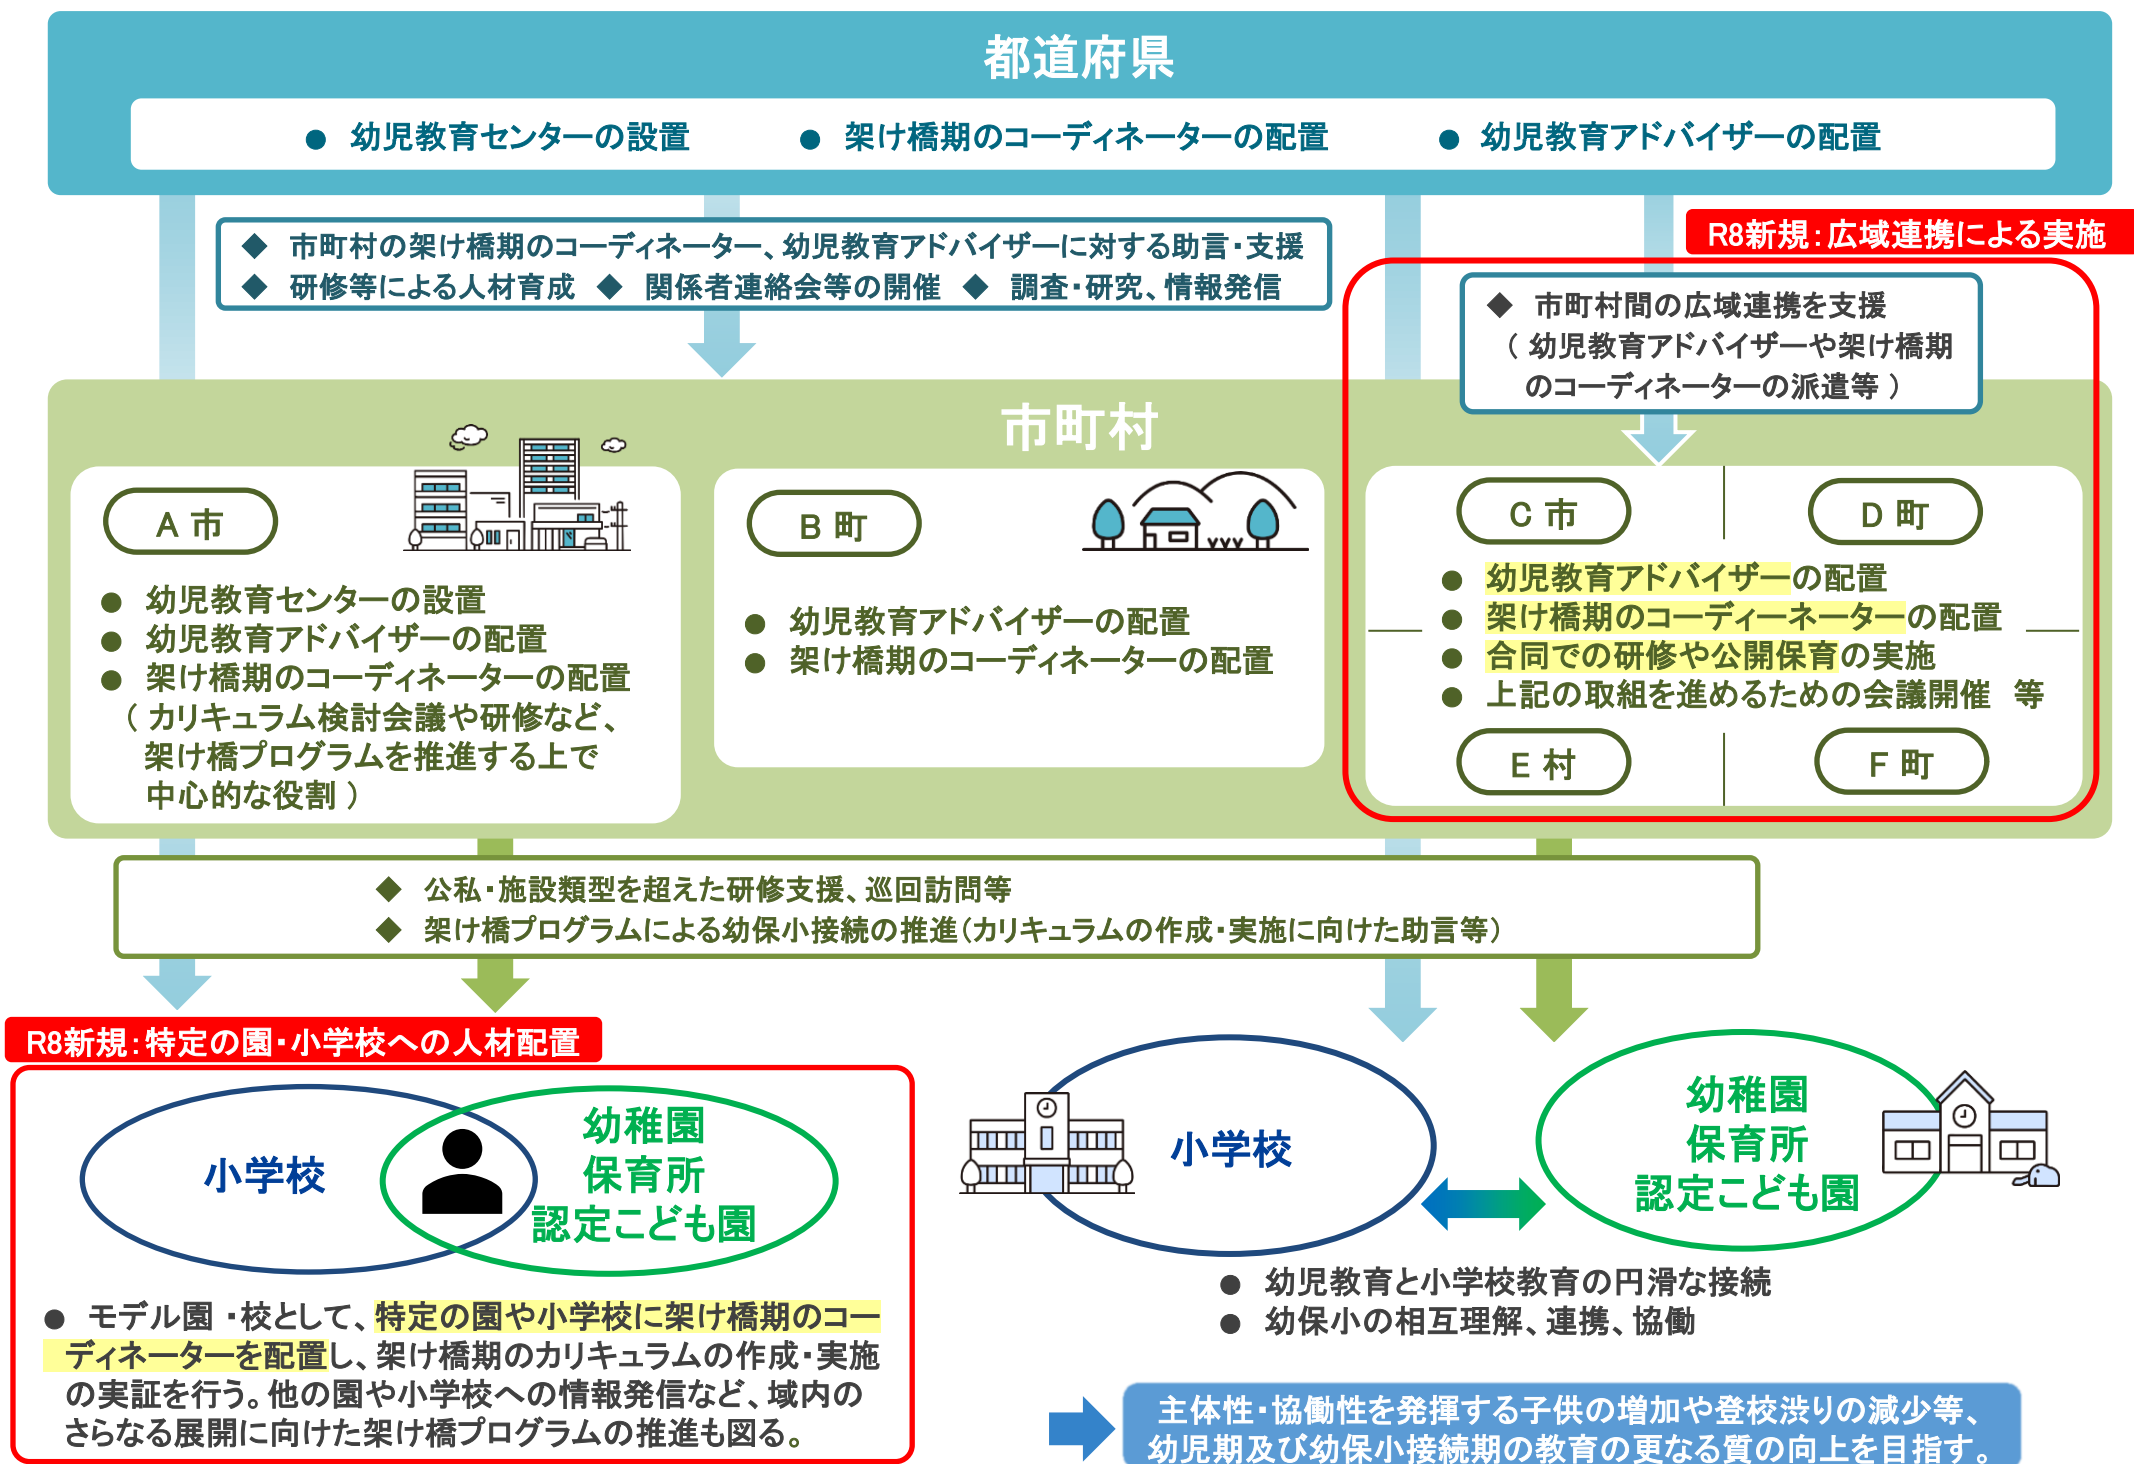 都道府県
● 幼児教育センターの設置 ● 架け橋期のコーディネーターの配置 ● 幼児教育アドバイザーの配置
◆ 市町村の架け橋期のコーディネーター、幼児教育アドバイザーに対する助言・支援
◆ 研修等による人材育成 ◆ 関係者連絡会等の開催 ◆ 調査・研究、情報発信
R8新規：広域連携による実施
◆ 市町村間の広域連携を支援
（ 幼児教育アドバイザーや架け橋期
のコーディネーターの派遣等 ）
市町村
A 市
● 幼児教育センターの設置
● 幼児教育アドバイザーの配置
● 架け橋期のコーディネーターの配置
（ カリキュラム検討会議や研修など、
架け橋プログラムを推進する上で
中心的な役割 ）
B 町
● 幼児教育アドバイザーの配置
● 架け橋期のコーディネーターの配置
C 市
D 町
● 幼児教育アドバイザーの配置
● 架け橋期のコーディーネーターの配置
● 合同での研修や公開保育の実施
● 上記の取組を進めるための会議開催 等
E 村
F 町
◆ 公私・施設類型を超えた研修支援、巡回訪問等
◆ 架け橋プログラムによる幼保小接続の推進（カリキュラムの作成・実施に向けた助言等）
R8新規：特定の園・小学校への人材配置
小学校
幼稚園
保育所
認定こども園
● モデル園 ・校として、特定の園や小学校に架け橋期のコー
ディネーターを配置し、架け橋期のカリキュラムの作成・実施
の実証を行う。他の園や小学校への情報発信など、域内の
さらなる展開に向けた架け橋プログラムの推進も図る。
小学校
幼稚園
保育所
認定こども園
● 幼児教育と小学校教育の円滑な接続
● 幼保小の相互理解、連携、協働
主体性・協働性を発揮する子供の増加や登校渋りの減少等、
幼児期及び幼保小接続期の教育の更なる質の向上を目指す。